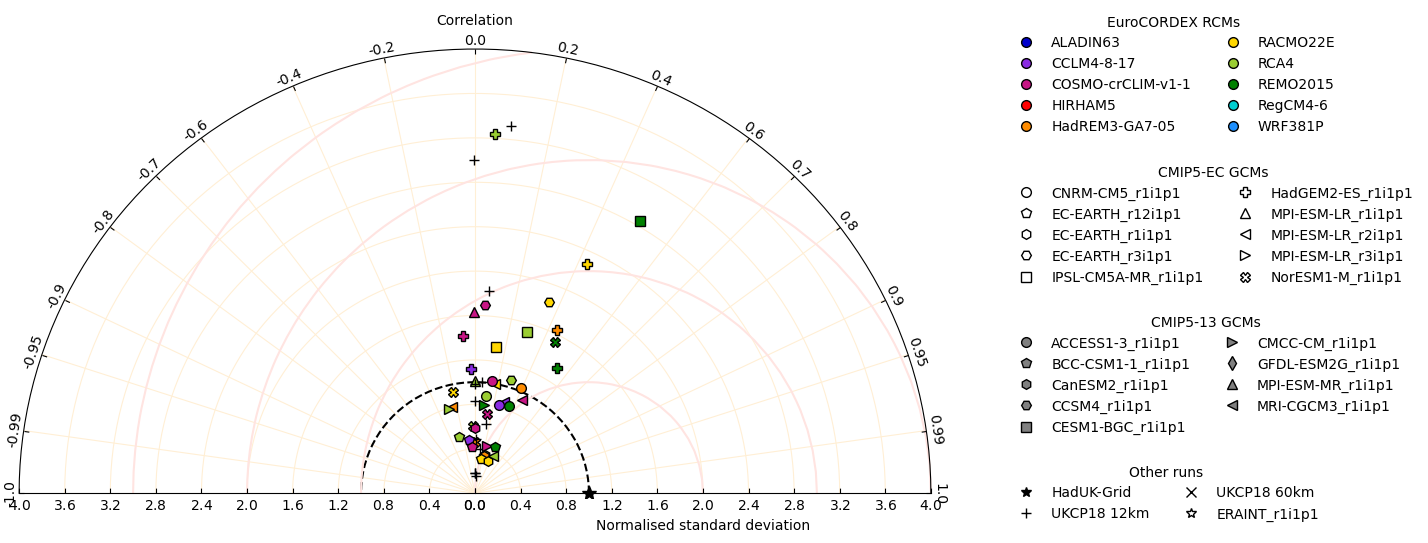 Correlation
0.0
-0.2
0.2
-0.4
0.4
-0.6
0.6
-0.7
0.7
-0.8
0.8
-0.9
0.9
-0.95
0.95
-0.99
0.99
-1.0
1.0
4.0 3.6 3.2 2.8 2.4 2.0 1.6 1.2 0.8 0.4 0.0 0.0 0.4 0.8 1.2 1.6 2.0 2.4 2.8 3.2 3.6 4.0
Normalised standard deviation
EuroCORDEX RCMs
ALADIN63
CCLM4-8-17
COSMO-crCLIM-v1-1
HIRHAM5
HadREM3-GA7-05
RACMO22E
RCA4
REMO2015
RegCM4-6
WRF381P
CMIP5-EC GCMs
CNRM-CM5_r1i1p1
EC-EARTH_r12i1p1
EC-EARTH_r1i1p1
EC-EARTH_r3i1p1
IPSL-CM5A-MR_r1i1p1
HadGEM2-ES_r1i1p1
MPI-ESM-LR_r1i1p1
MPI-ESM-LR_r2i1p1
MPI-ESM-LR_r3i1p1
NorESM1-M_r1i1p1
CMIP5-13 GCMs
ACCESS1-3_r1i1p1
BCC-CSM1-1_r1i1p1
CanESM2_r1i1p1
CCSM4_r1i1p1
CESM1-BGC_r1i1p1
CMCC-CM_r1i1p1
GFDL-ESM2G_r1i1p1
MPI-ESM-MR_r1i1p1
MRI-CGCM3_r1i1p1
Other runs
HadUK-Grid
UKCP18 12km
UKCP18 60km
ERAINT_r1i1p1